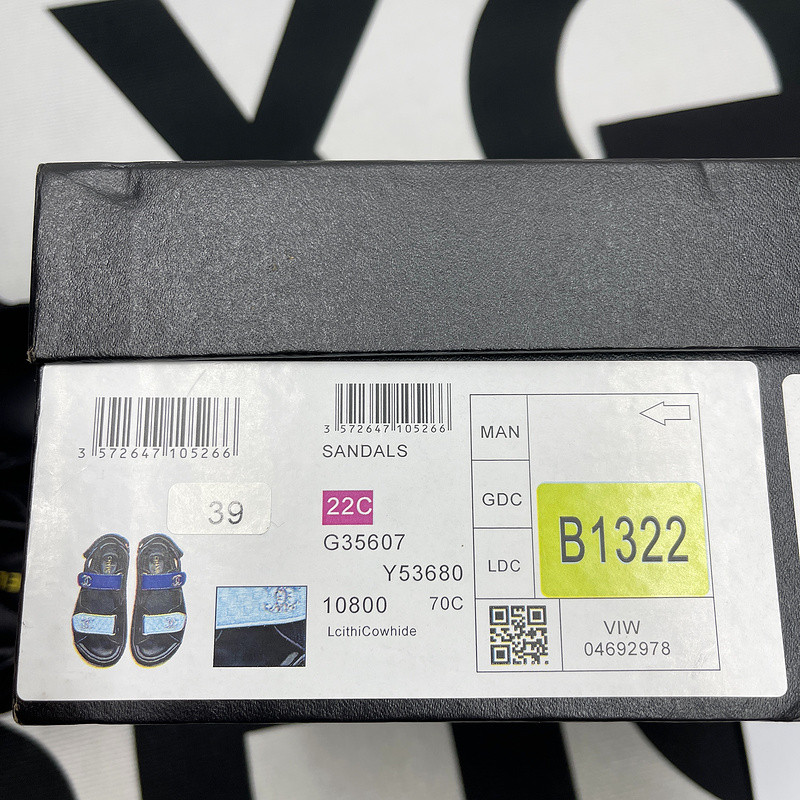 3 572647 105266
39
3 572647 105266
SANDALS
22C
G35607
Y53680
10800 70C
LcithiCowhide
MAN
GDC
LDC
B1322
VIW
04692978